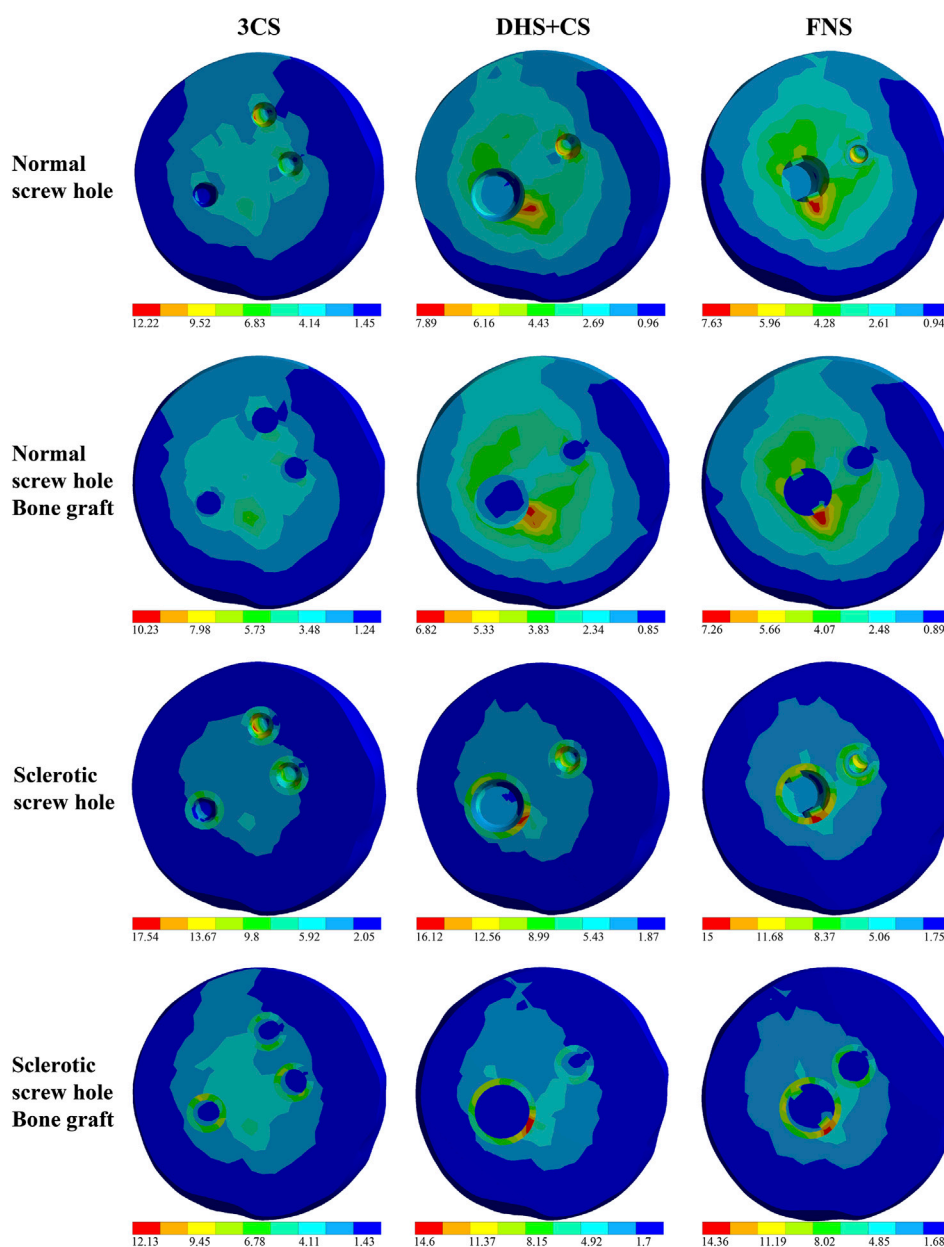 3CS DHS+CS FNS
Normal
screw hole
12.22 9.52 6.83 4.14 1.45
7.89 6.16 4.43 2.69 0.96
7.63 5.96 4.28 2.61 0.94
Normal
screw hole
Bone graft
10.23 7.98 5.73 3.48 1.24
6.82 5.33 3.83 2.34 0.85
7.26 5.66 4.07 2.48 0.89
Sclerotic
screw hole
17.54 13.67 9.8 5.92 2.05
16.12 12.56 8.99 5.43 1.87
15 11.68 8.37 5.06 1.75
Sclerotic
screw hole
Bone graft
12.13 9.45 6.78 4.11 1.43
14.6 11.37 8.15 4.92 1.7
14.36 11.19 8.02 4.85 1.68